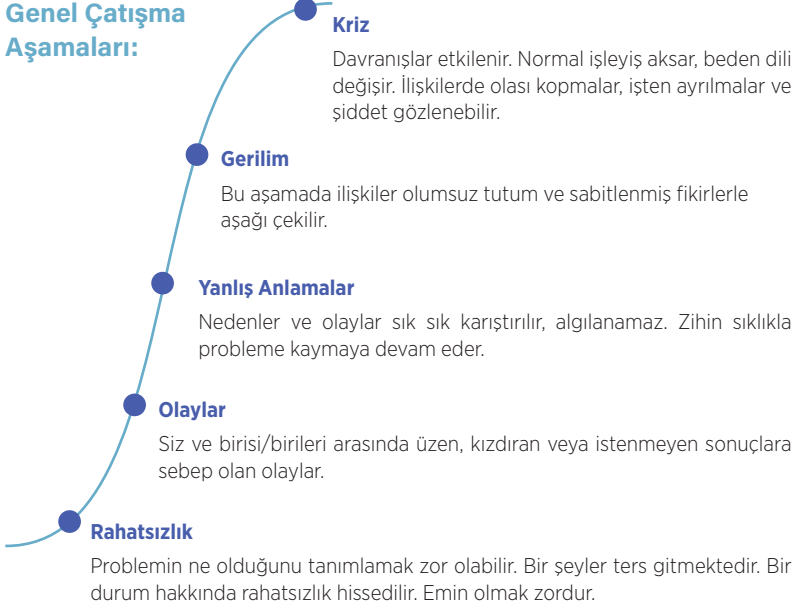 Genel Çatışma
Aşamaları:
Kriz
Davranışlar etkilenir. Normal işleyiş aksar, beden dili
değişir. İlişkilerde olası kopmalar, işten ayrılmalar ve
şiddet gözlenebilir.
Gerilim
Bu aşamada ilişkiler olumsuz tutum ve sabitlenmiş fikirlerle
aşağı çekilir.
Yanlış Anlamalar
Nedenler ve olaylar sık sık karıştırılır, algılanamaz. Zihin sıklıkla
probleme kaymaya devam eder.
Olaylar
Siz ve birisi/birileri arasında üzen, kızdıran veya istenmeyen sonuçlara
sebep olan olaylar.
Rahatsızlık
Problemin ne olduğunu tanımlamak zor olabilir. Bir şeyler ters gitmektedir. Bir
durum hakkında rahatsızlık hissedilir. Emin olmak zordur.